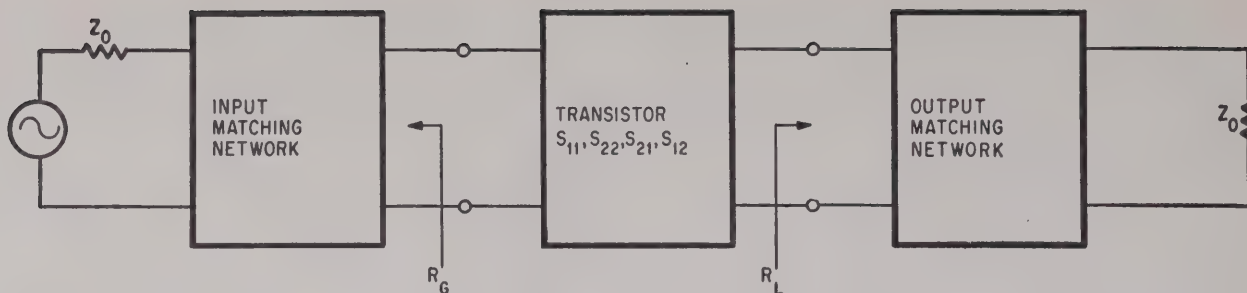 Z0
INPUT
MATCHING
NETWORK
TRANSISTOR
S11, S22, S21, S12
OUTPUT
MATCHING
NETWORK
Z0
RG
RL